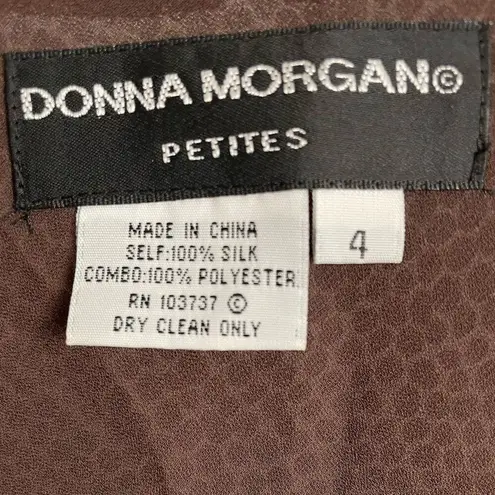 DONNA MORGAN©
PETITES
MADE IN CHINA
SELF:100% SILK
COMBO:100% POLYESTER
RN 103737 ©
DRY CLEAN ONLY
4